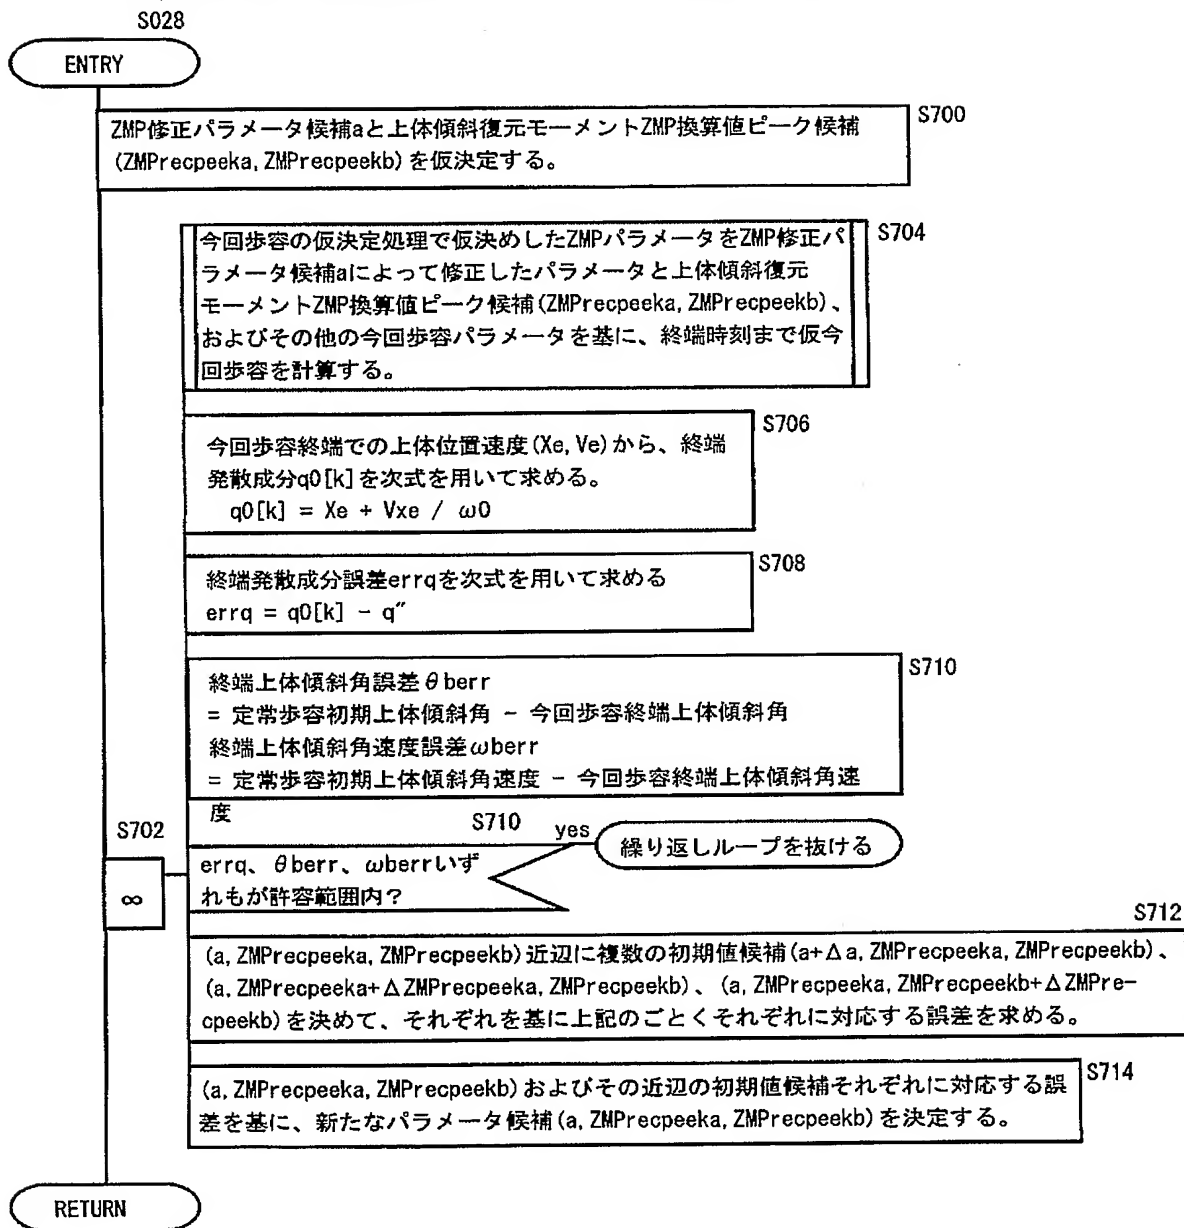 S028
ENTRY
S700
ZMP修正パラメータ候補aと上体傾斜復元モーメントZMP換算値ピーク候補
(ZMPrecpeeka, ZMPrecpeekb)を仮決定する。
S704
今回歩容の仮決定処理で仮決めしたZMPパラメータをZMP修正パ
ラメータ候補aによって修正したパラメータと上体傾斜復元
モーメントZMP換算値ピーク候補(ZMPrecpeeka, ZMPrecpeekb)、
およびその他の今回歩容パラメータを基に、終端時刻まで仮今
回歩容を計算する。
S706
今回歩容終端での上体位置速度(Xe, Ve)から、終端
発散成分q0[k]を次式を用いて求める。
q0[k] = Xe + Vxe / ω0
S708
終端発散成分誤差errqを次式を用いて求める
errq = q0[k] - q″
S710
終端上体傾斜角誤差θberr
= 定常歩容初期上体傾斜角 - 今回歩容終端上体傾斜角
終端上体傾斜角速度誤差ωberr
= 定常歩容初期上体傾斜角速度 - 今回歩容終端上体傾斜角速
度
S702
∞
S710
yes
繰り返しループを抜ける
errq、θberr、ωberrいず
れもが許容範囲内?
S712
(a, ZMPrecpeeka, ZMPrecpeekb)近辺に複数の初期値候補(a+Δa, ZMPrecpeeka, ZMPrecpeekb)、
(a, ZMPrecpeeka+ΔZMPrecpeeka, ZMPrecpeekb)、(a, ZMPrecpeeka, ZMPrecpeekb+ΔZMPre-
cpeekb)を決めて、それぞれを基に上記のごとくそれぞれに対応する誤差を求める。
S714
(a, ZMPrecpeeka, ZMPrecpeekb)およびその近辺の初期値候補それぞれに対応する誤
差を基に、新たなパラメータ候補(a, ZMPrecpeeka, ZMPrecpeekb)を決定する。
RETURN